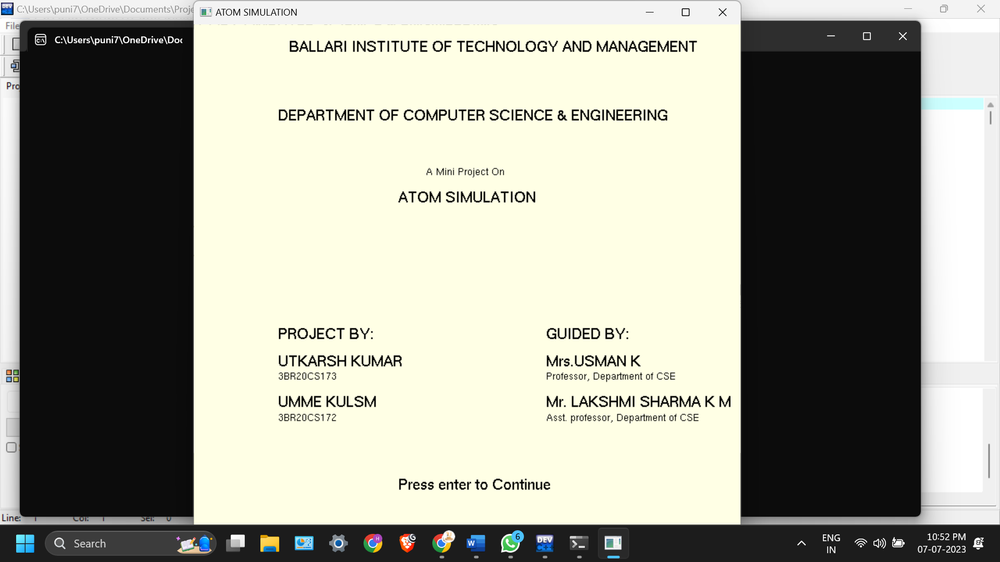 C:\Users\puni7\OneDrive\Documents\Proje
ATOM SIMULATION
File
C:\Users\puni7\OneDrive\Doc
Pro
BALLARI INSTITUTE OF TECHNOLOGY AND MANAGEMENT
DEPARTMENT OF COMPUTER SCIENCE & ENGINEERING
A Mini Project On
ATOM SIMULATION
PROJECT BY:
GUIDED BY:
UTKARSH KUMAR
Mrs.USMAN K
3BR20CS173
Professor, Department of CSE
UMME KULSM
Mr. LAKSHMI SHARMA K M
3BR20CS172
Asst. professor, Department of CSE
Press enter to Continue
Line: 1 Col: 1 Sel: 0
Search
H
G
W
6
DEV
C++
ENG
IN
10:52 PM
07-07-2023